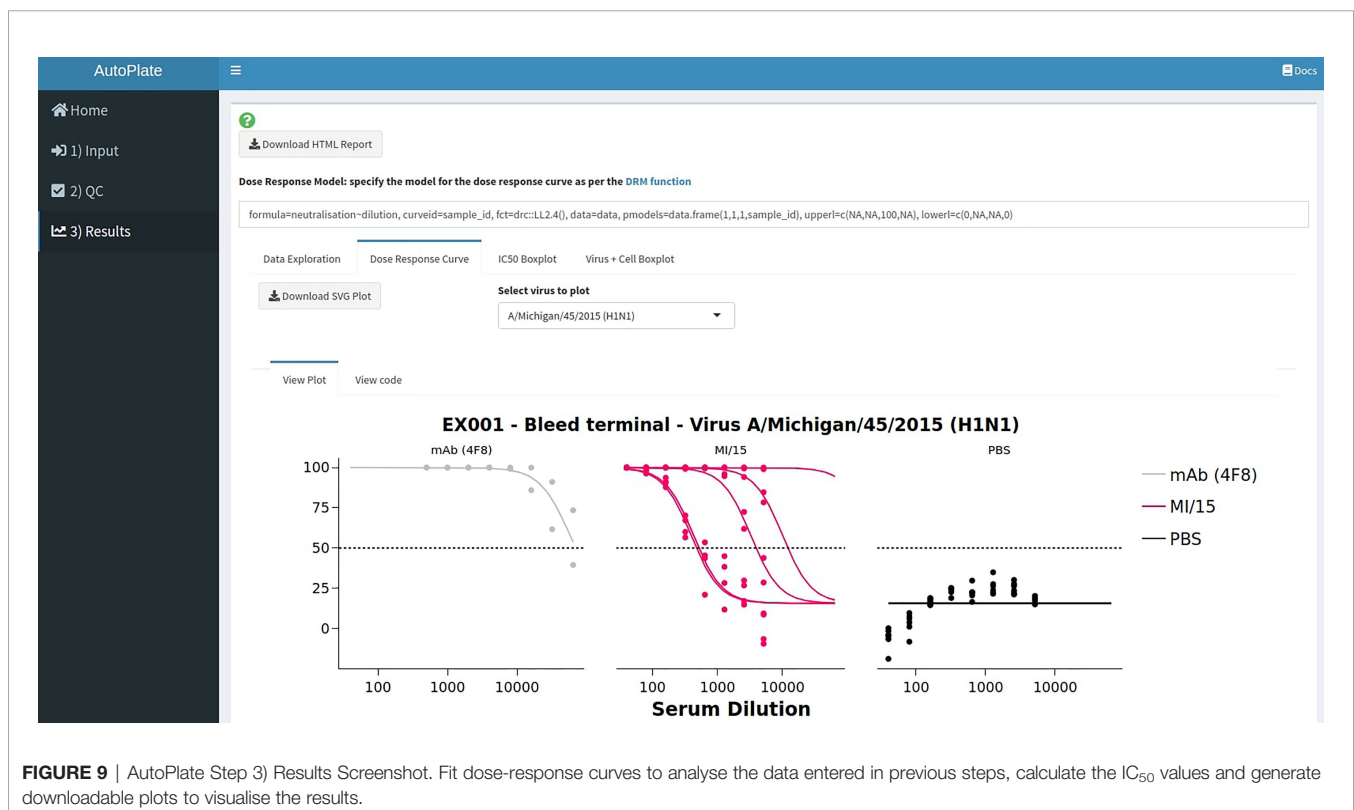 AutoPlate
Docs
Home
1) Input
2) QC
3) Results
Download HTML Report
Dose Response Model: specify the model for the dose response curve as per the DRM function
formula=neutralisation~dilution, curveid=sample_id, fct=drc::LL2.4(), data=data, pmodels=data.frame(1,1,1,sample_id), upperl=c(NA,NA,100,NA), lowerl=c(0,NA,NA,0)
Data Exploration Dose Response Curve IC50 Boxplot Virus + Cell Boxplot
Download SVG Plot
Select virus to plot
A/Michigan/45/2015 (H1N1)
View Plot View code
EX001 - Bleed terminal - Virus A/Michigan/45/2015 (H1N1)
mAb (4F8) MI/15 PBS
100
75
50
25
0
mAb (4F8)
MI/15
PBS
100 1000 10000 100 1000 10000 100 1000 10000
Serum Dilution
FIGURE 9 | AutoPlate Step 3) Results Screenshot. Fit dose-response curves to analyse the data entered in previous steps, calculate the IC50 values and generate
downloadable plots to visualise the results.